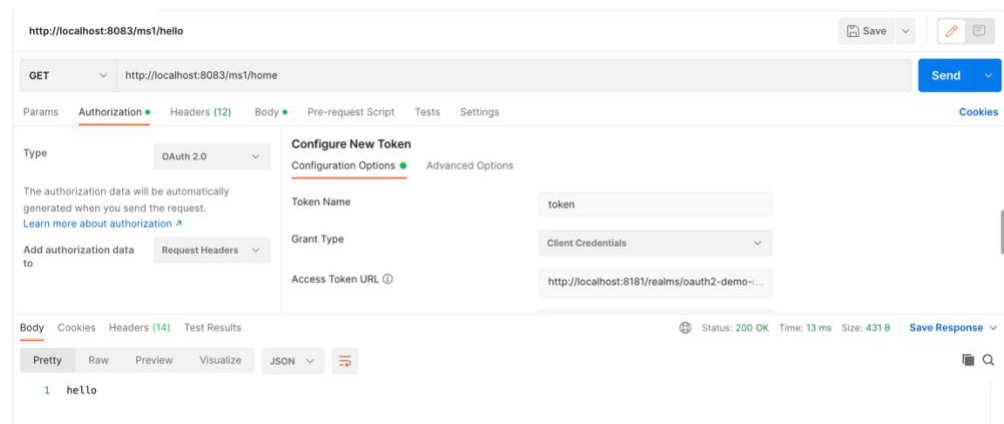 http://localhost:8083/ms1/hello
Save
GET http://localhost:8083/ms1/home
Send
Params Authorization Headers (12) Body Pre-request Script Tests Settings
Cookies
Type
OAuth 2.0
The authorization data will be automatically
generated when you send the request.
Learn more about authorization ↗
Add authorization data
to
Request Headers
Configure New Token
Configuration Options Advanced Options
Token Name
token
Grant Type
Client Credentials
Access Token URL
http://localhost:8181/realms/oauth2-demo-...
Body Cookies Headers (14) Test Results
Status: 200 OK Time: 13 ms Size: 431 B Save Response
Pretty Raw Preview Visualize JSON
1 hello